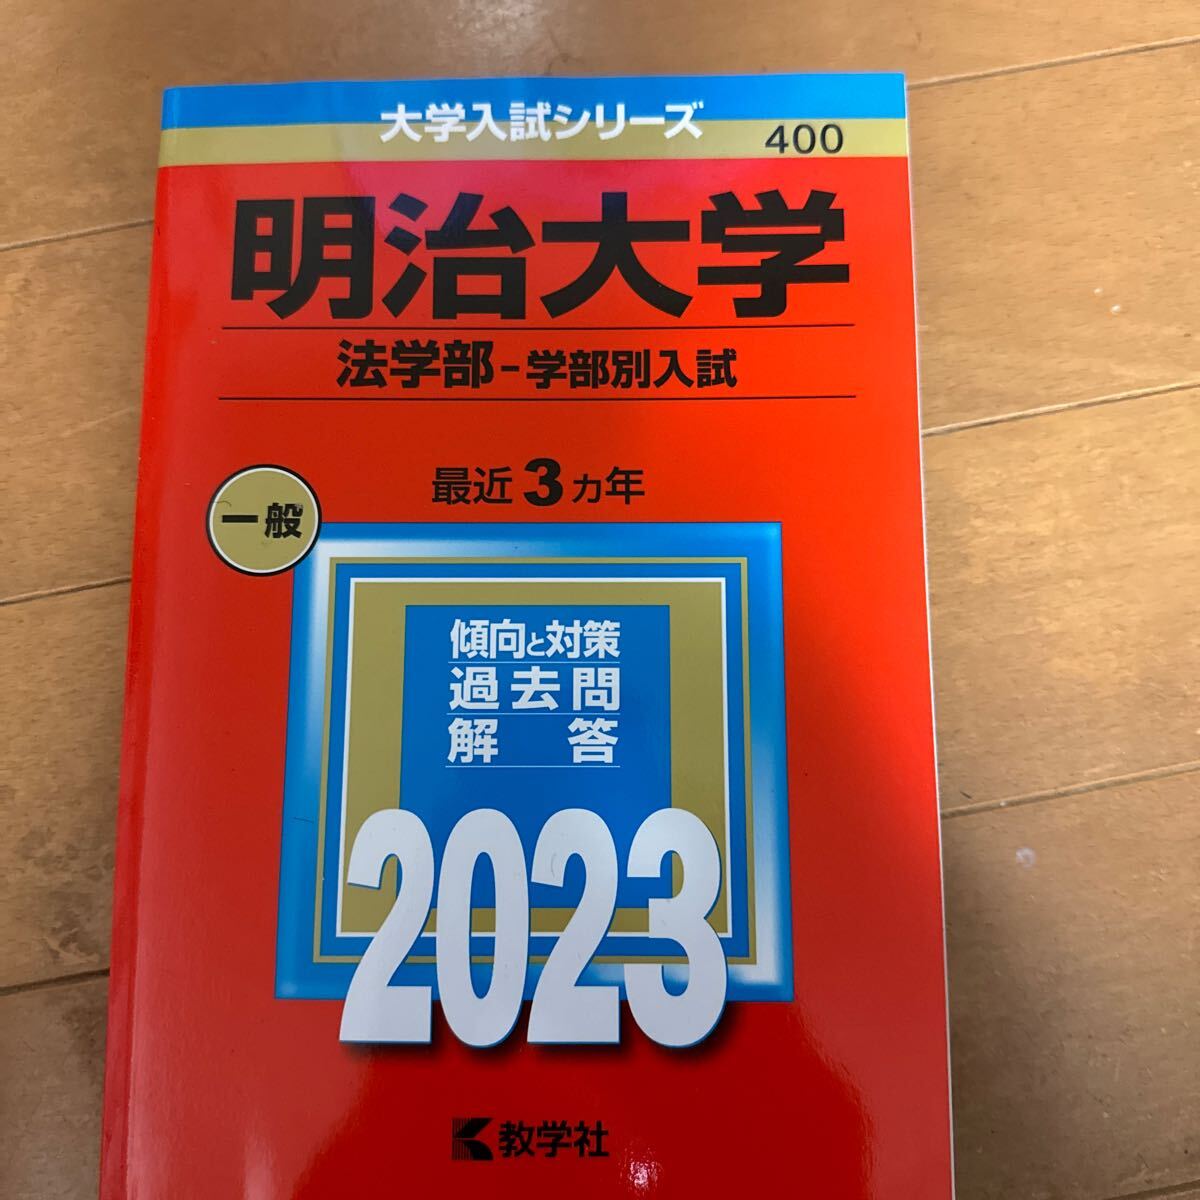 大学入試シリーズ
400
明治大学
法学部-学部別入試
最近3ヵ年
一般
傾向と対策
過去問
解答
2023
教学社